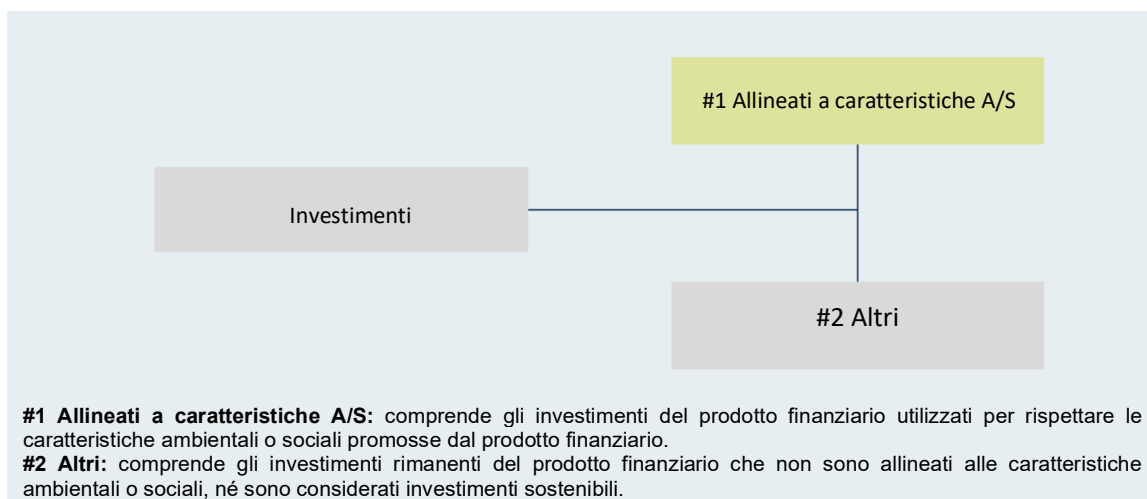 #1 Allineati a caratteristiche A/S
Investimenti
#2 Altri
#1 Allineati a caratteristiche A/S: comprende gli investimenti del prodotto finanziario utilizzati per rispettare le
caratteristiche ambientali o sociali promosse dal prodotto finanziario.
#2 Altri: comprende gli investimenti rimanenti del prodotto finanziario che non sono allineati alle caratteristiche
ambientali o sociali, né sono considerati investimenti sostenibili.